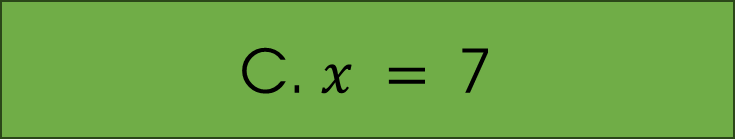 C. x = 7